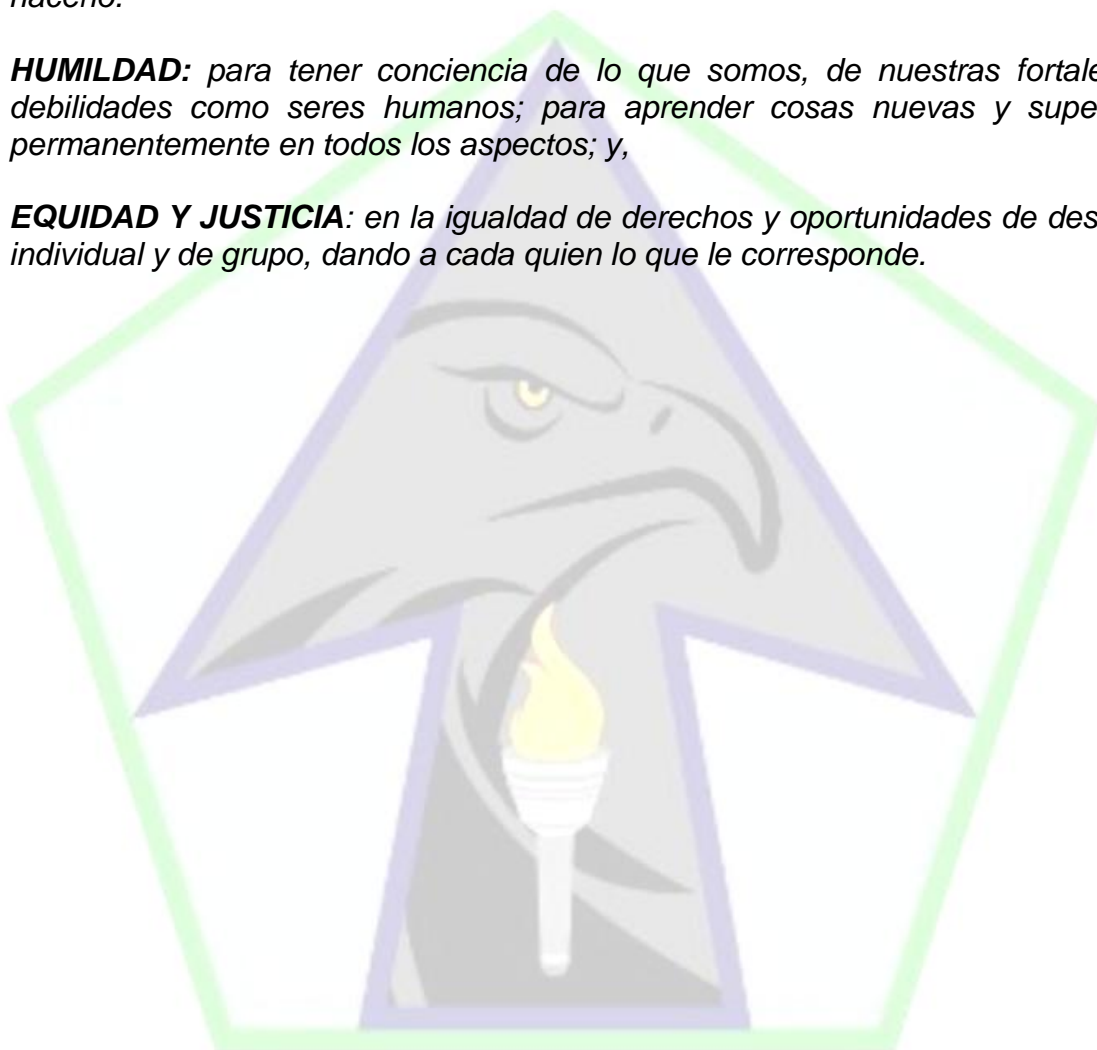 HUMILDAD: para tener conciencia de lo que somos, de nuestras fortale
debilidades como seres humanos; para aprender cosas nuevas y supe
permanentemente en todos los aspectos; y,
EQUIDAD Y JUSTICIA: en la igualdad de derechos y oportunidades de des
individual y de grupo, dando a cada quien lo que le corresponde.